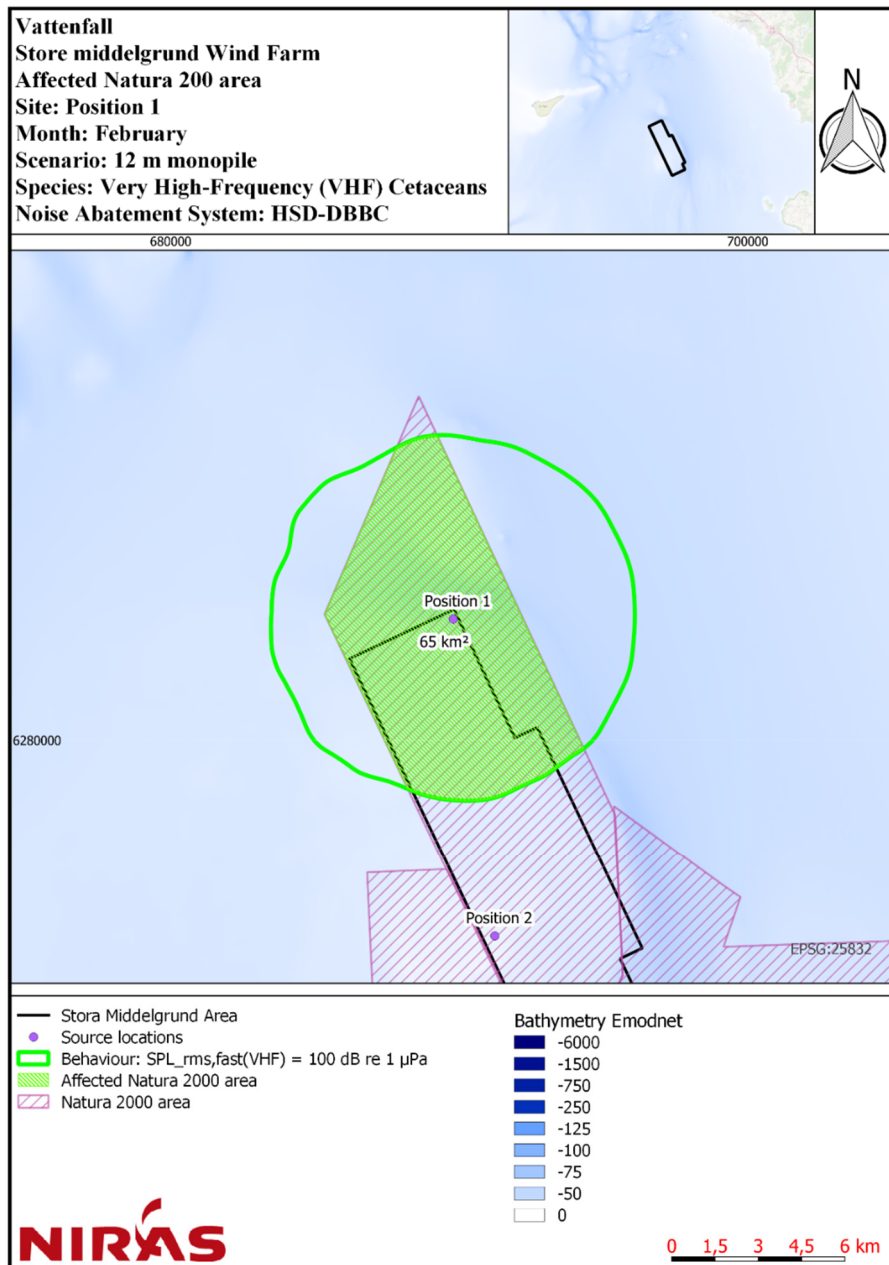 Vattenfall
Store middelgrund Wind Farm
Affected Natura 200 area
Site: Position 1
Month: February
Scenario: 12 m monopile
Species: Very High-Frequency (VHF) Cetaceans
Noise Abatement System: HSD-DBBC
N
680000
700000
Position 1
65 km²
6280000
Position 2
EPSG:25832
Stora Middelgrund Area
Source locations
Behaviour: SPL_rms,fast(VHF) = 100 dB re 1 µPa
Affected Natura 2000 area
Natura 2000 area
Bathymetry Emodnet
-6000
-1500
-750
-250
-125
-100
-75
-50
0
NIRAS
0 1,5 3 4,5 6 km